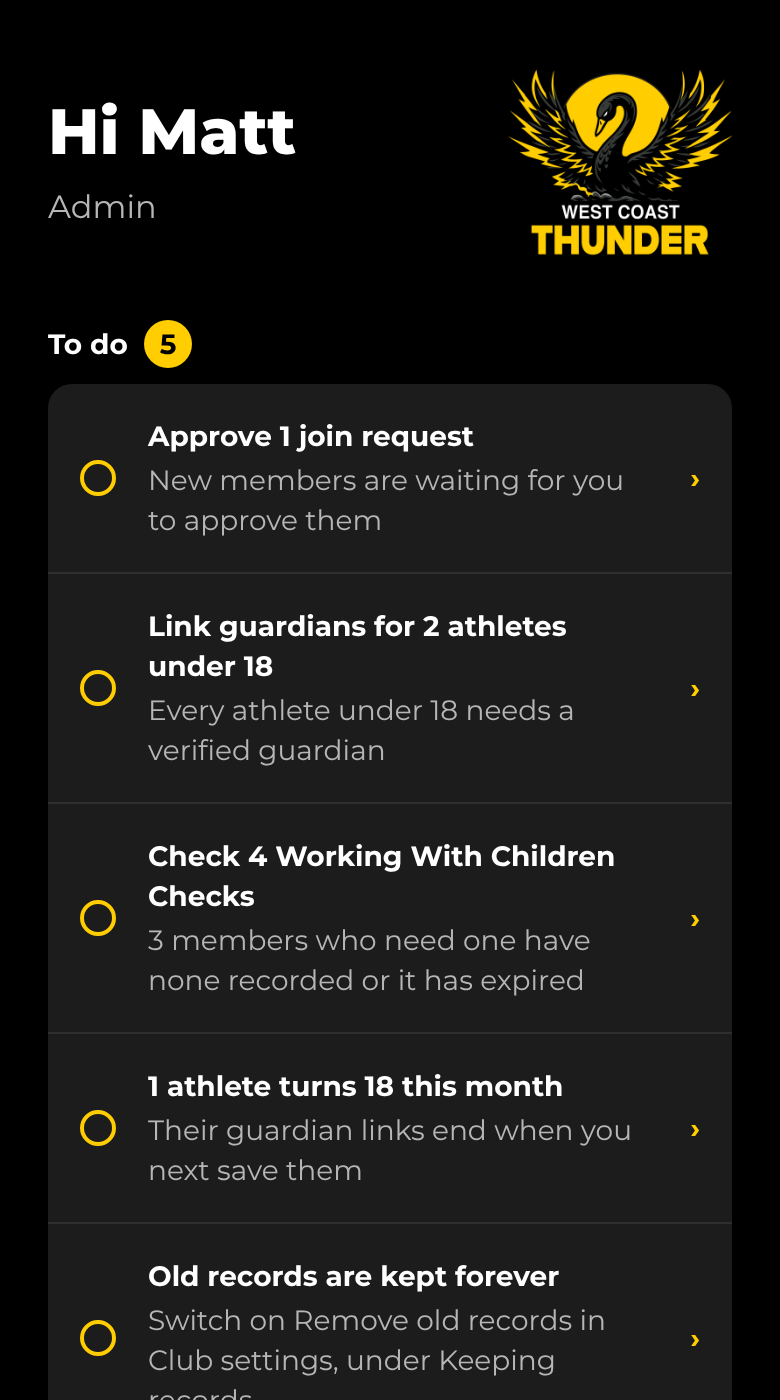 Hi Matt
Admin
WEST COAST
THUNDER
To do 5
Approve 1 join request
New members are waiting for you
to approve them
›
Link guardians for 2 athletes
under 18
Every athlete under 18 needs a
verified guardian
›
Check 4 Working With Children
Checks
3 members who need one have
none recorded or it has expired
›
1 athlete turns 18 this month
Their guardian links end when you
next save them
›
Old records are kept forever
Switch on Remove old records in
Club settings, under Keeping
records
›